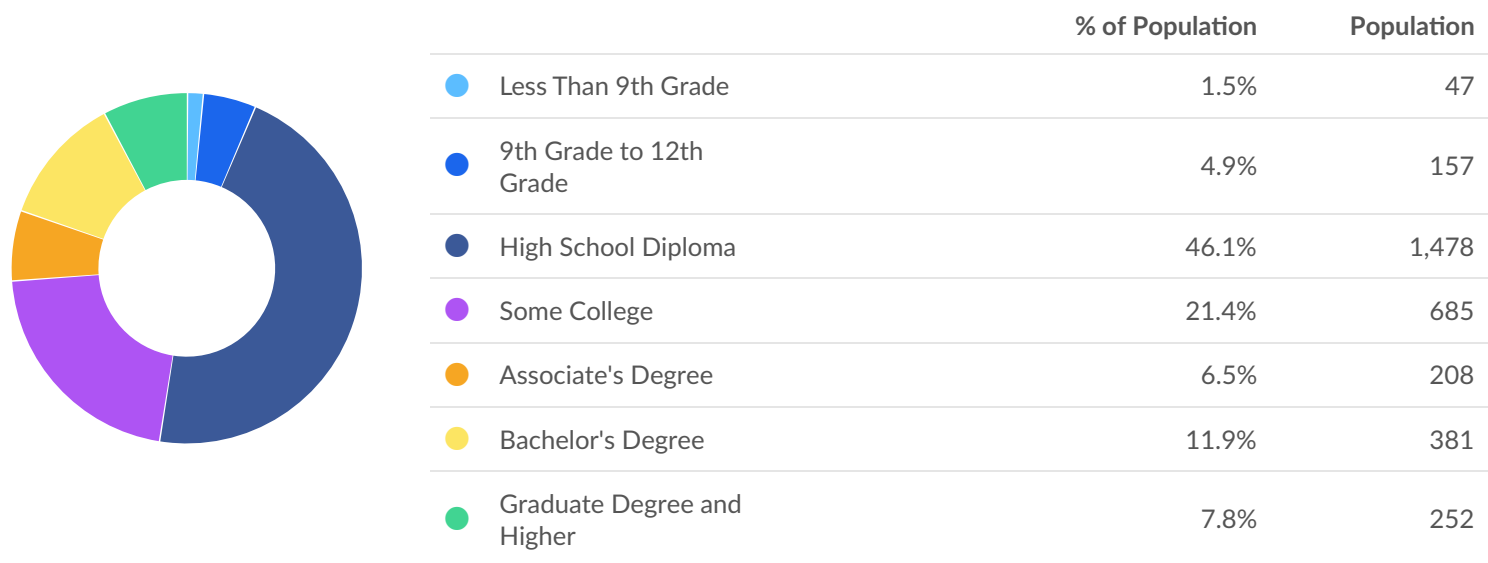 % of Population Population
Less Than 9th Grade 1.5% 47
9th Grade to 12th
Grade 4.9% 157
High School Diploma 46.1% 1,478
Some College 21.4% 685
Associate's Degree 6.5% 208
Bachelor's Degree 11.9% 381
Graduate Degree and
Higher 7.8% 252